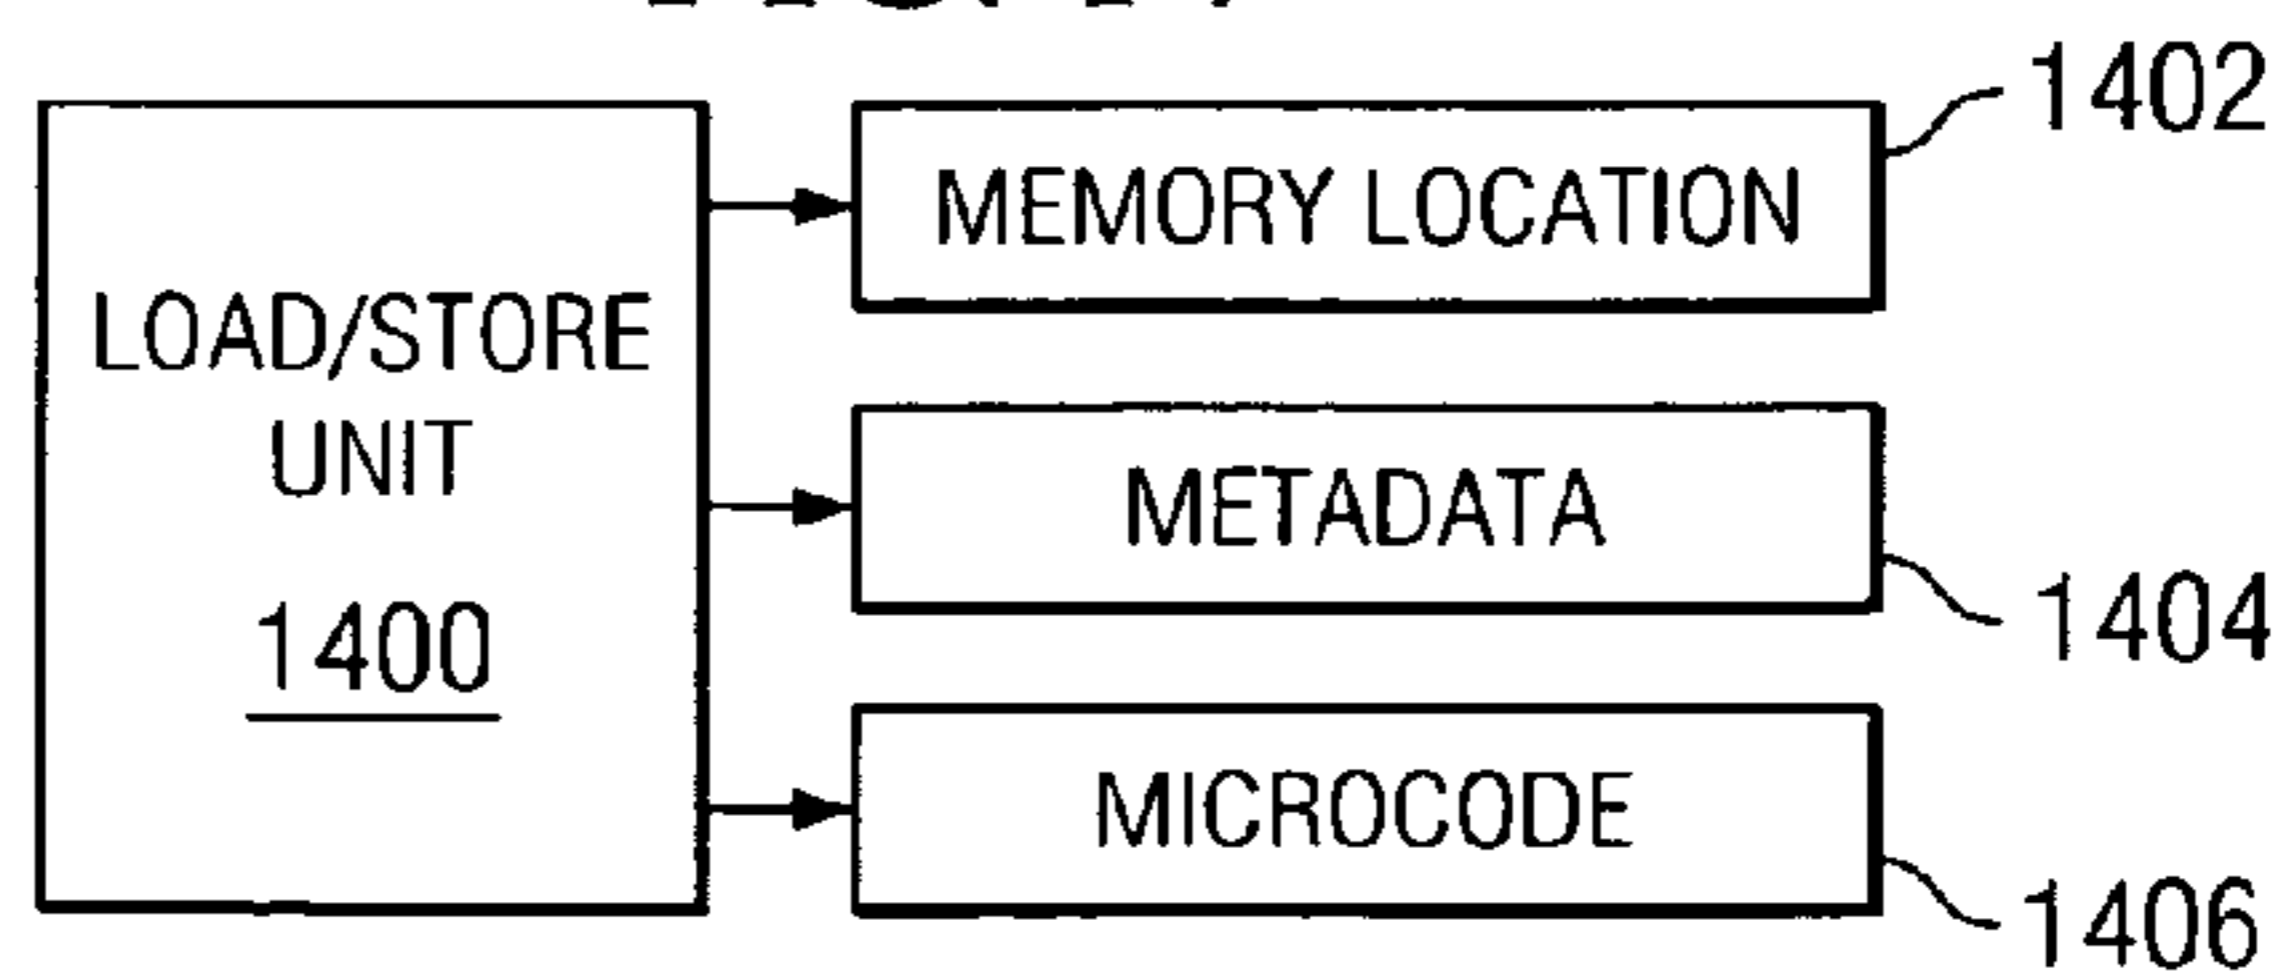 1402
MEMORY LOCATION
LOAD/STORE
UNIT
1400
METADATA
1404
MICROCODE
1406